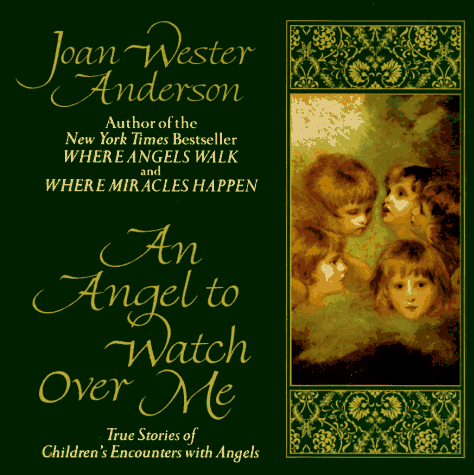 Joan Wester
Anderson
Author of the
New York Times Bestseller
WHERE ANGELS WALK
and
WHERE MIRACLES HAPPEN
An
Angel to
Watch
Over Me
True Stories of
Children's Encounters with Angels